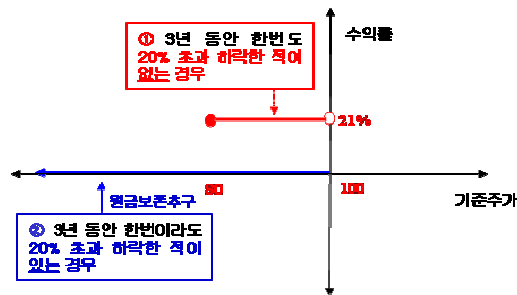 ① 3년 동안 한번도
20% 초과 하락한 적이
없는 경우
수익률
21%
80
100
원금보존추구
기준주가
② 3년 동안 한번이라도
20% 초과 하락한 적이
있는 경우